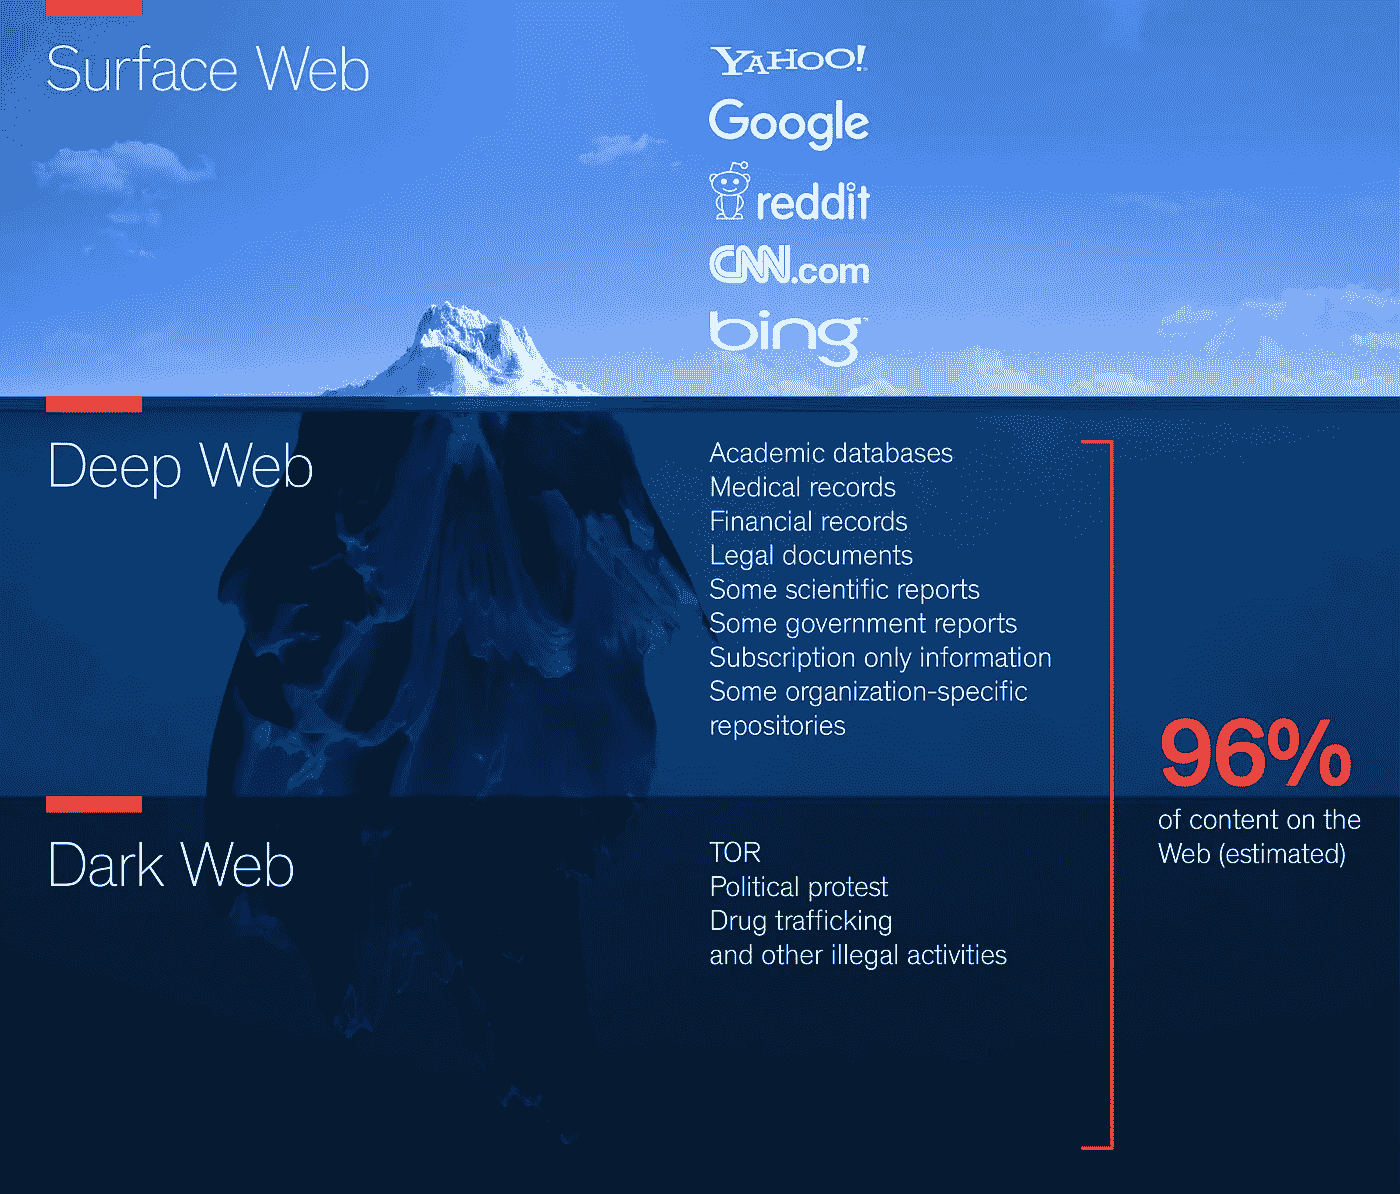 Surface Web
YAHOO!
Google
reddit
CNN.com
bing™
Deep Web
Academic databases
Medical records
Financial records
Legal documents
Some scientific reports
Some government reports
Subscription only information
Some organization-specific
repositories
96%
of content on the
Web (estimated)
Dark Web
TOR
Political protest
Drug trafficking
and other illegal activities